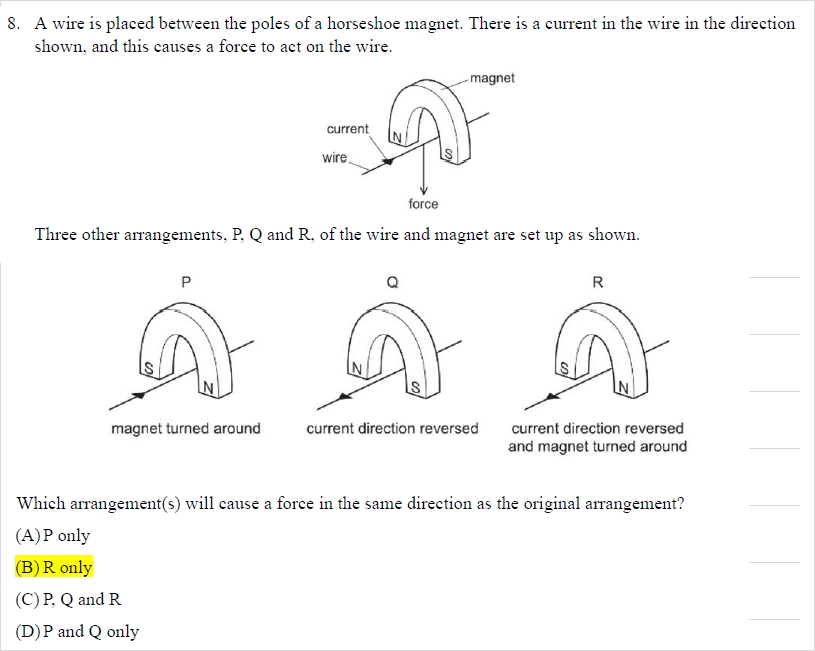 8. A wire is placed between the poles of a horseshoe magnet. There is a current in the wire in the direction
shown, and this causes a force to act on the wire.
magnet
current
N
wire
S
force
Three other arrangements, P, Q and R, of the wire and magnet are set up as shown.
P
Q
R
S
N
N
S
S
N
magnet turned around
current direction reversed
current direction reversed
and magnet turned around
Which arrangement(s) will cause a force in the same direction as the original arrangement?
(A) P only
(B) R only
(C) P, Q and R
(D) P and Q only